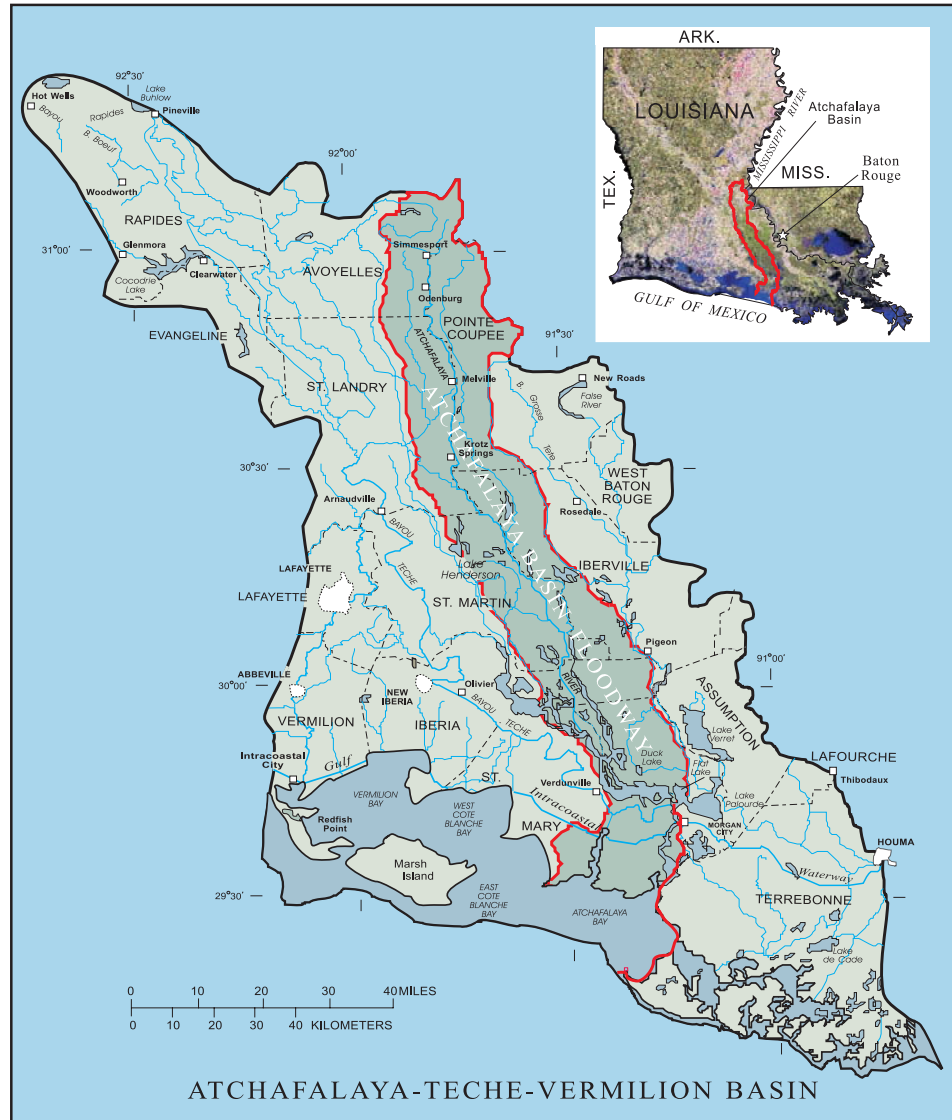 ARK.
LOUISIANA
MISSISSIPPI RIVER
Atchafalaya
Basin
MISS.
Baton
Rouge
TEX.
GULF OF MEXICO
92°30'
Hot Wells
Lake
Buhlow
Pineville
Bayou
Rapides
B. Boeuf
92°00'
Woodworth
RAPIDES
31°00'
Glenmora
Clearwater
Cocodrie
Lake
AVOYELLES
Simmesport
Odenburg
POINTE
COUPEE
EVANGELINE
91°30'
ATCHAFALAYA
Melville
ST. LANDRY
B.
Grosse
Tete
New Roads
False
River
ATCHAFALAYA BASIN FLOODWAY
Krotz
Springs
30°30'
WEST
BATON
ROUGE
Arnaudville
Rosedale
BAYOU
TECHE
Lake
Henderson
IBERVILLE
LAFAYETTE
LAFAYETTE
ST. MARTIN
Pigeon
91°00'
ABBEVILLE
30°00'
Olivier
NEW
IBERIA
RIVER
BAYOU
TECHE
ASSUMPTION
VERMILION
IBERIA
Lake
Verret
Duck
Lake
Flat
Lake
LAFOURCHE
Thibodaux
Intracoastal
City
Gulf
ST.
Verdunville
Lake
Palourde
VERMILION
BAY
WEST
COTE
BLANCHE
BAY
Intracoastal
MARY
MORGAN
CITY
HOUMA
Redfish
Point
Marsh
Island
Waterway
TERREBONNE
29°30'
EAST
COTE
BLANCHE
BAY
ATCHAFALAYA
BAY
Lake
de Cade
0 10 20 30 40 MILES
0 10 20 30 40 KILOMETERS
ATCHAFALAYA-TECHE-VERMILION BASIN